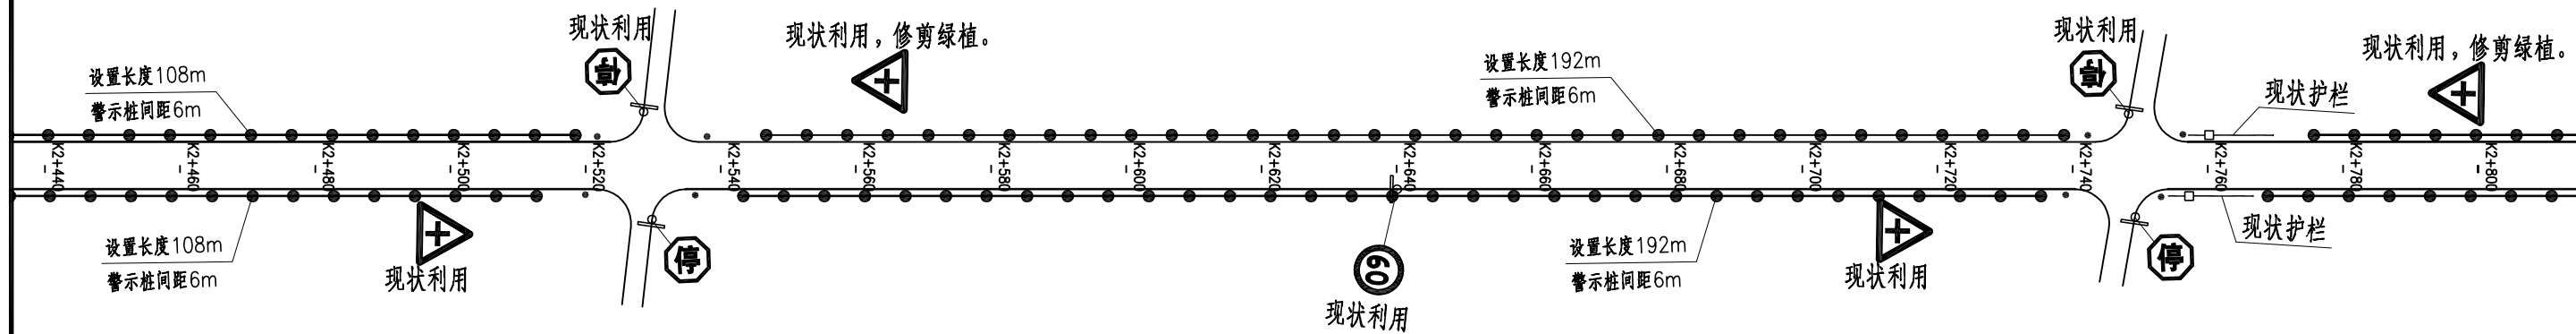 现状利用
停
现状利用，修剪绿植。
设置长度108m
警示桩间距6m
设置长度192m
警示桩间距6m
现状利用
停
现状护栏
现状利用，修剪绿植。
K2+440
K2+460
K2+480
K2+500
K2+520
K2+540
K2+560
K2+580
K2+600
K2+620
K2+640
K2+660
K2+680
K2+700
K2+720
K2+740
K2+760
K2+780
K2+800
设置长度108m
警示桩间距6m
现状利用
停
60
现状利用
设置长度192m
警示桩间距6m
现状利用
停
现状护栏